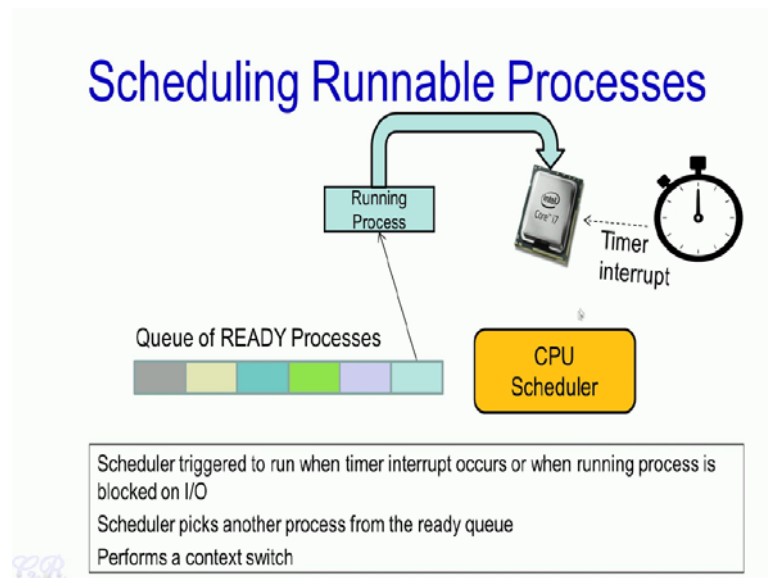 Scheduling Runnable Processes
Running
Process
intel
Core i7
Timer
interrupt
Queue of READY Processes
CPU
Scheduler
Scheduler triggered to run when timer interrupt occurs or when running process is
blocked on I/O
Scheduler picks another process from the ready queue
Performs a context switch